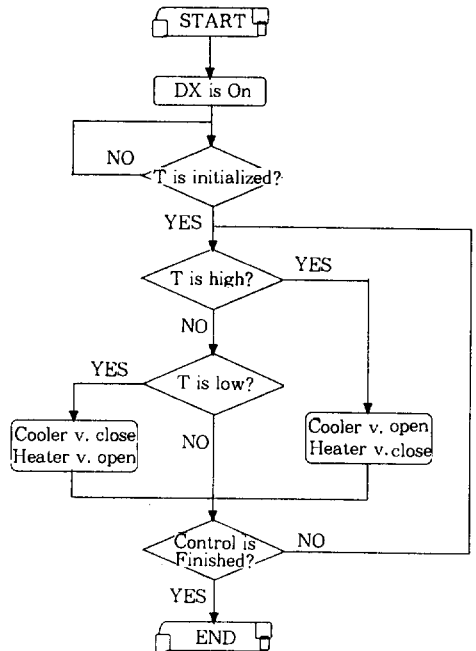 START
DX is On
NO
T is initialized?
YES
T is high?
YES
NO
YES
T is low?
Cooler v. close
Heater v. open
NO
Cooler v. open
Heater v. close
Control is
Finished?
NO
YES
END